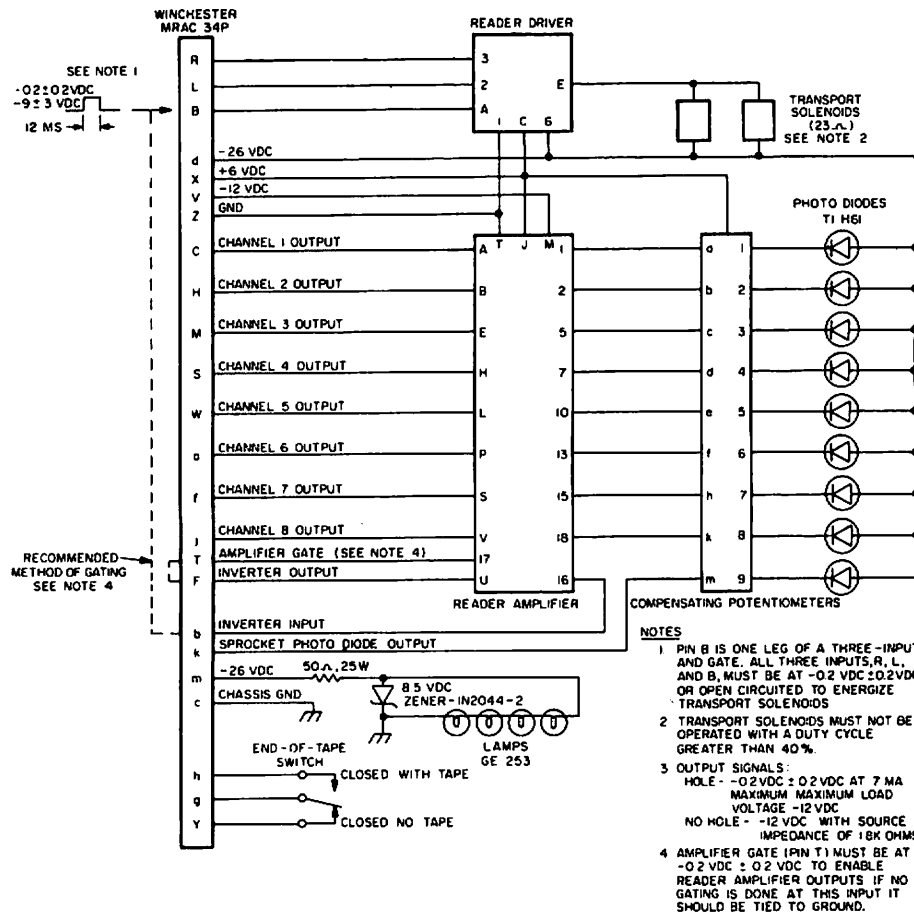 WINCHESTER
MRAC 34P
READER DRIVER
SEE NOTE 1
-0.2±0.2VDC
-9±3 VDC
12 MS
R
L
B
3
2
A
E
1 C 6
TRANSPORT
SOLENOIDS
(23Ω)
SEE NOTE 2
d -26 VDC
X +6 VDC
V -12 VDC
Z GND
T J M
PHOTO DIODES
TI H61
C CHANNEL 1 OUTPUT A 1 a 1
H CHANNEL 2 OUTPUT B 2 b 2
M CHANNEL 3 OUTPUT E 5 c 3
S CHANNEL 4 OUTPUT H 7 d 4
W CHANNEL 5 OUTPUT L 10 e 5
a CHANNEL 6 OUTPUT P 13 f 6
f CHANNEL 7 OUTPUT S 15 h 7
j CHANNEL 8 OUTPUT V 18 k 8
T AMPLIFIER GATE (SEE NOTE 4) 17
F INVERTER OUTPUT U 16 m 9
RECOMMENDED
METHOD OF GATING
SEE NOTE 4
READER AMPLIFIER
COMPENSATING POTENTIOMETERS
b INVERTER INPUT
k SPROCKET PHOTO DIODE OUTPUT
m -26 VDC 50Ω, 25W
c CHASSIS GND
8.5 VDC
ZENER-IN2044-2
LAMPS
GE 253
END-OF-TAPE
SWITCH
h CLOSED WITH TAPE
g
Y CLOSED NO TAPE
NOTES
1 PIN B IS ONE LEG OF A THREE-INPUT
AND GATE. ALL THREE INPUTS, R, L,
AND B, MUST BE AT -0.2 VDC ±0.2VDC
OR OPEN CIRCUITED TO ENERGIZE
TRANSPORT SOLENOIDS
2 TRANSPORT SOLENOIDS MUST NOT BE
OPERATED WITH A DUTY CYCLE
GREATER THAN 40%.
3 OUTPUT SIGNALS:
HOLE - -0.2VDC ± 0.2VDC AT 7 MA
MAXIMUM MAXIMUM LOAD
VOLTAGE -12VDC
NO HOLE - -12 VDC WITH SOURCE
IMPEDANCE OF 1.8K OHMS
4 AMPLIFIER GATE (PIN T) MUST BE AT
-0.2 VDC ± 0.2 VDC TO ENABLE
READER AMPLIFIER OUTPUTS IF NO
GATING IS DONE AT THIS INPUT IT
SHOULD BE TIED TO GROUND.